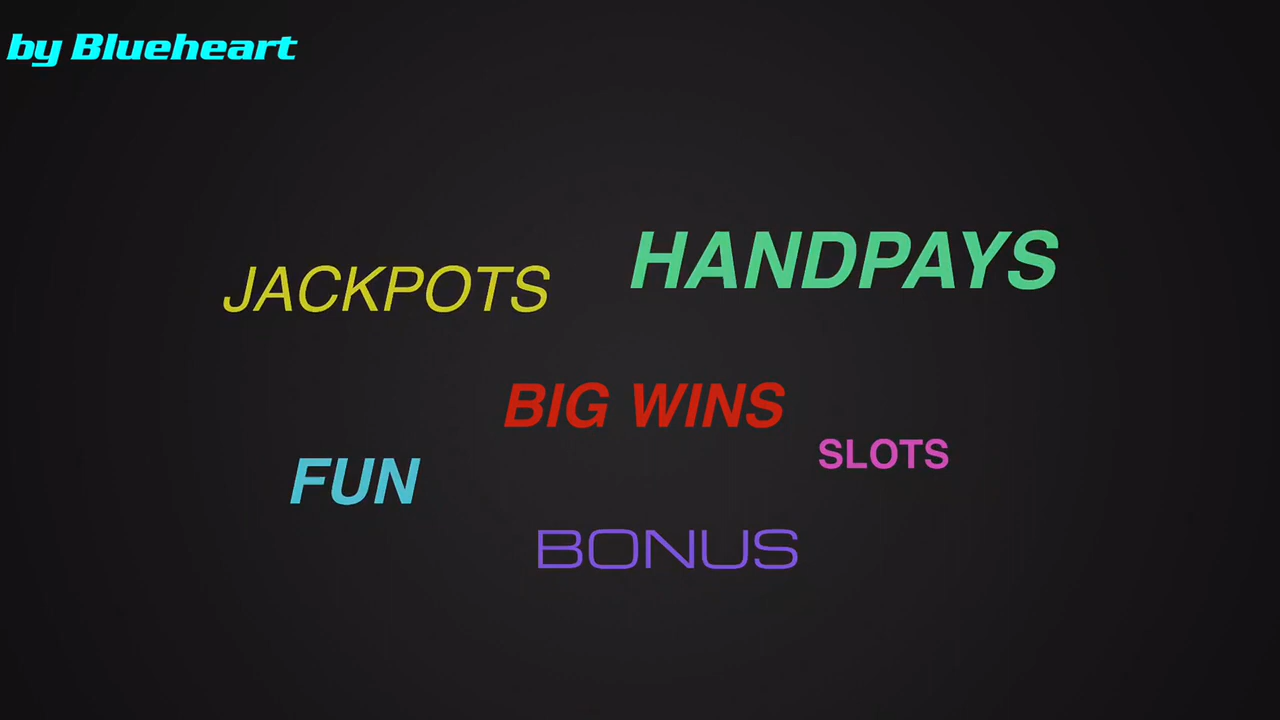 by Blueheart
JACKPOTS
HANDPAYS
BIG WINS
SLOTS
FUN
BONUS